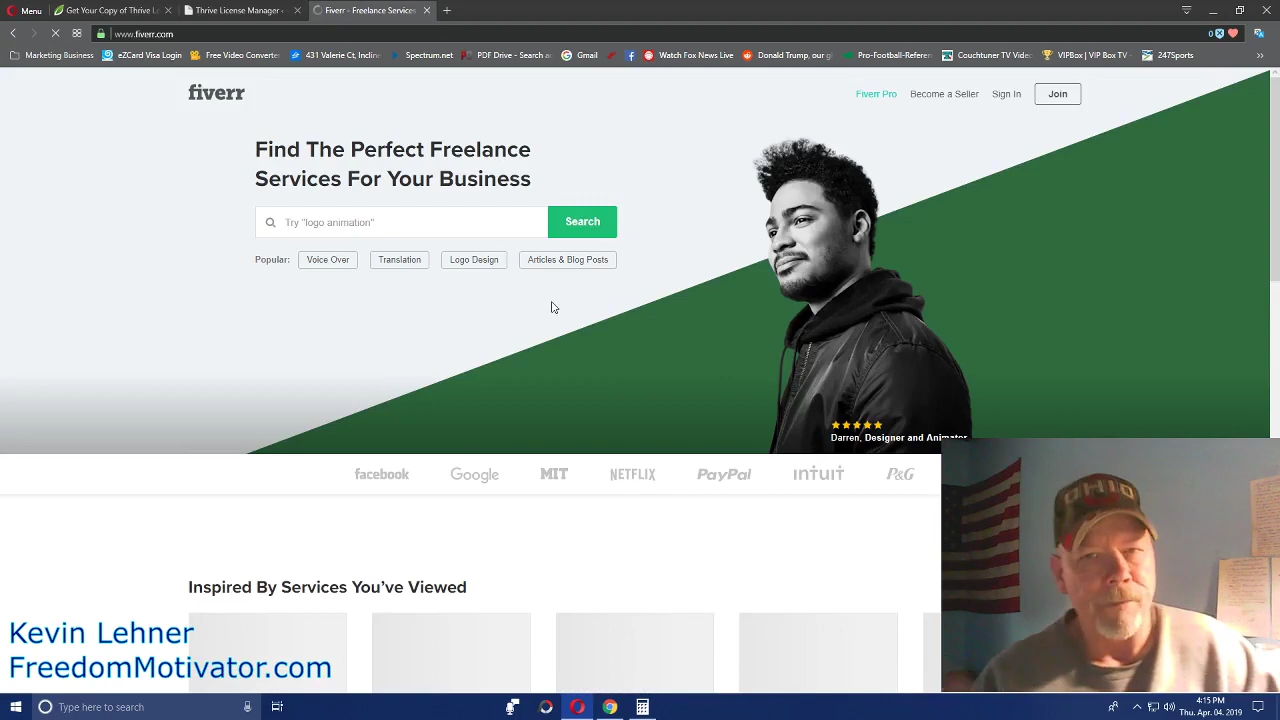 Menu
Get Your Copy of Thrive Le
Thrive License Manager -
Fiverr - Freelance Services
www.fiverr.com
0
Marketing Business
eZCard Visa Login
Free Video Converter
431 Valencia Ct, Incline
Spectrum.net
PDF Drive - Search a
Gmail
Watch Fox News Live
Donald Trump, our g
Pro-Football-Referen
Couchtuner TV Video
VIPBox | VIP Box TV -
247Sports
fiverr
Fiverr Pro
Become a Seller
Sign In
Join
Find The Perfect Freelance
Services For Your Business
Try "logo animation"
Search
Popular:
Voice Over
Translation
Logo Design
Articles & Blog Posts
Darren, Designer and Animator
facebook
Google
MIT
NETFLIX
PayPal
intuit
P&G
OHIO
Inspired By Services You've Viewed
Kevin Lehner
FreedomMotivator.com
Type here to search
4:15 PM
Thu. Apr. 04. 2019